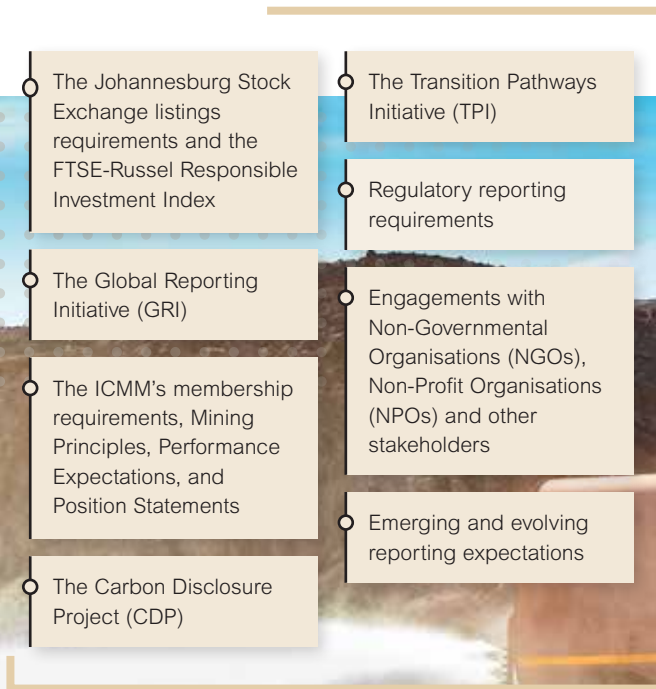 The Johannesburg Stock
Exchange listings
requirements and the
FTSE-Russel Responsible
Investment Index
The Global Reporting
Initiative (GRI)
The ICMM's membership
requirements, Mining
Principles, Performance
Expectations, and
Position Statements
The Carbon Disclosure
Project (CDP)
The Transition Pathways
Initiative (TPI)
Regulatory reporting
requirements
Engagements with
Non-Governmental
Organisations (NGOs),
Non-Profit Organisations
(NPOs) and other
stakeholders
Emerging and evolving
reporting expectations